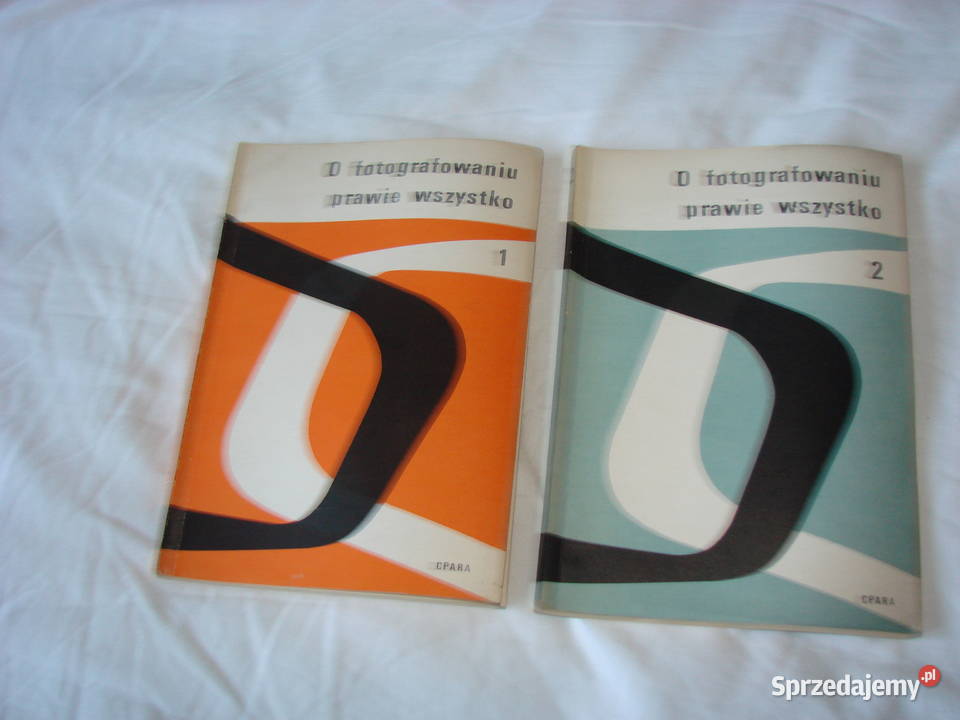 O fotografowaniu
prawie wszystko
1
CPARA
O fotografowaniu
prawie wszystko
2
CPARA
Sprzedajemy.pl